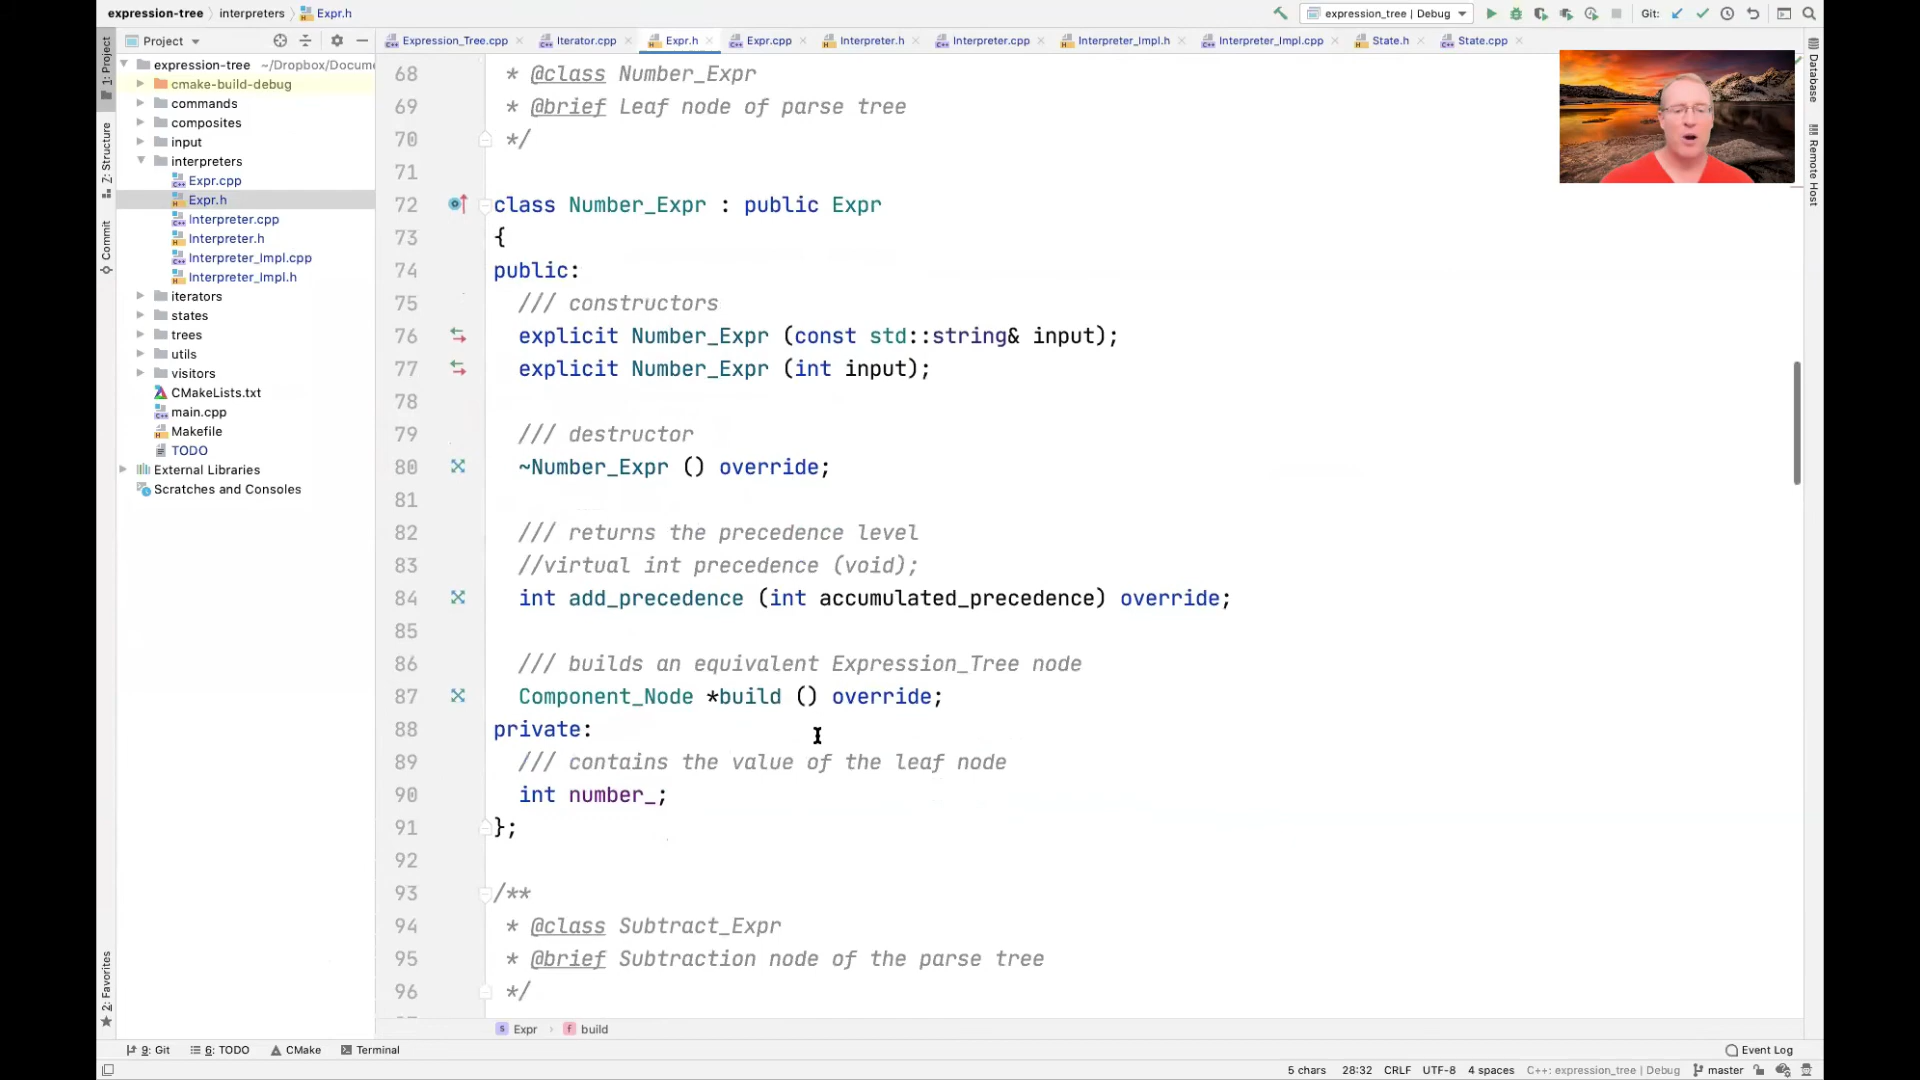 expression-tree > interpreters > Expr.h
expression_tree | Debug
Git:
Project
Expression_Tree.cpp
Iterator.cpp
Expr.h
Expr.cpp
Interpreter.h
Interpreter.cpp
Interpreter_Impl.h
Interpreter_Impl.cpp
State.h
State.cpp
1: Project
Z: Structure
Commit
2: Favorites
Database
Remote Host
expression-tree ~/Dropbox/Docume
cmake-build-debug
commands
composites
input
interpreters
Expr.cpp
Expr.h
Interpreter.cpp
Interpreter.h
Interpreter_Impl.cpp
Interpreter_Impl.h
iterators
states
trees
utils
visitors
CMakeLists.txt
main.cpp
Makefile
TODO
External Libraries
Scratches and Consoles
68 * @class Number_Expr
69 * @brief Leaf node of parse tree
70 */
71
72 class Number_Expr : public Expr
73 {
74 public:
75 /// constructors
76 explicit Number_Expr (const std::string& input);
77 explicit Number_Expr (int input);
78
79 /// destructor
80 ~Number_Expr () override;
81
82 /// returns the precedence level
83 //virtual int precedence (void);
84 int add_precedence (int accumulated_precedence) override;
85
86 /// builds an equivalent Expression_Tree node
87 Component_Node *build () override;
88 private:
89 /// contains the value of the leaf node
90 int number_;
91 };
92
93 /**
94 * @class Subtract_Expr
95 * @brief Subtraction node of the parse tree
96 */
Expr > build
9: Git
6: TODO
CMake
Terminal
Event Log
5 chars 28:32 CRLF UTF-8 4 spaces C++: expression_tree | Debug master